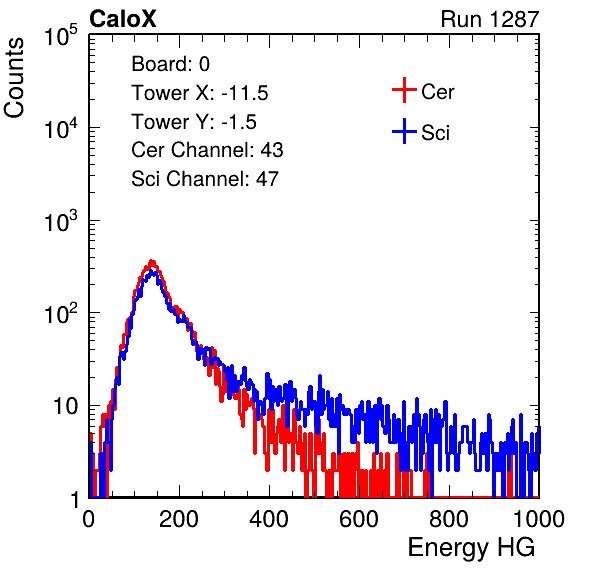 CaloX Run 1287
Counts
10^5
10^4
10^3
10^2
10
1
Board: 0
Tower X: -11.5
Tower Y: -1.5
Cer Channel: 43
Sci Channel: 47
Cer
Sci
0 200 400 600 800 1000
Energy HG